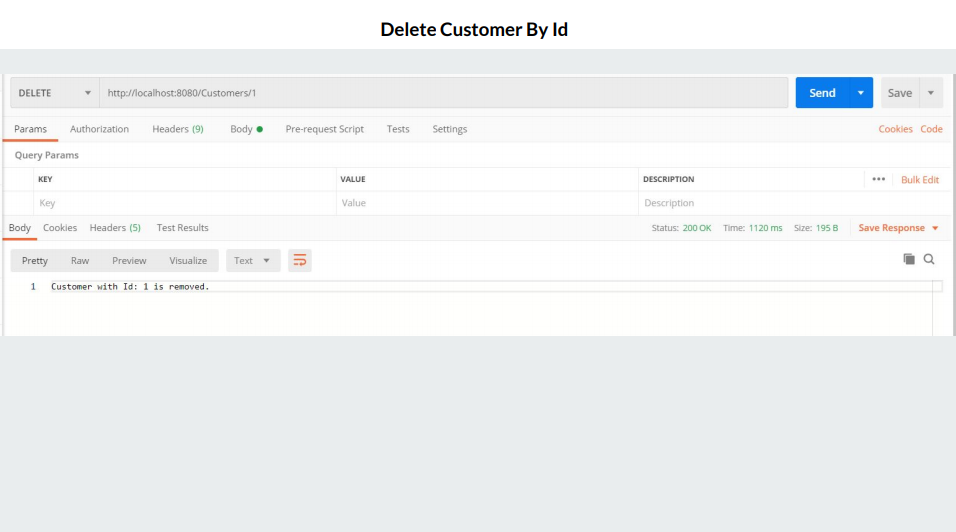 Delete Customer By Id
DELETE http://localhost:8080/Customers/1 Send Save
Params Authorization Headers (9) Body Pre-request Script Tests Settings Cookies Code
Query Params
KEY VALUE DESCRIPTION ••• Bulk Edit
Key Value Description
Body Cookies Headers (5) Test Results Status: 200 OK Time: 1120 ms Size: 195 B Save Response
Pretty Raw Preview Visualize Text
1 Customer with Id: 1 is removed.